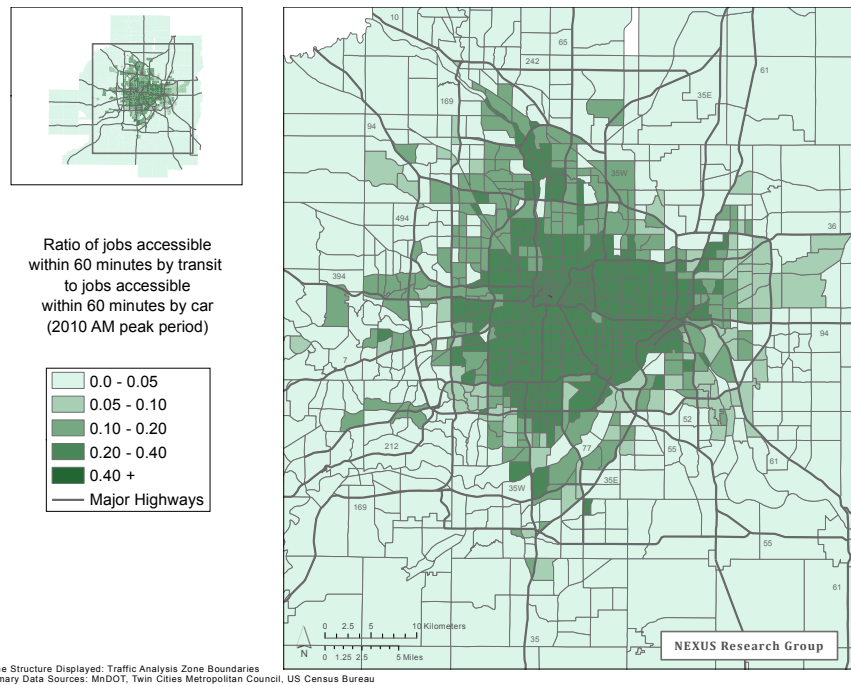 10
65
242
61
35E
169
94
35W
494
36
394
94
7
52
212
77
55
61
35W
35E
169
55
61
35
Ratio of jobs accessible
within 60 minutes by transit
to jobs accessible
within 60 minutes by car
(2010 AM peak period)
0.0 - 0.05
0.05 - 0.10
0.10 - 0.20
0.20 - 0.40
0.40 +
Major Highways
0 2.5 5 10 Kilometers
N
0 1.25 2.5 5 Miles
NEXUS Research Group
ne Structure Displayed: Traffic Analysis Zone Boundaries
mary Data Sources: MnDOT, Twin Cities Metropolitan Council, US Census Bureau